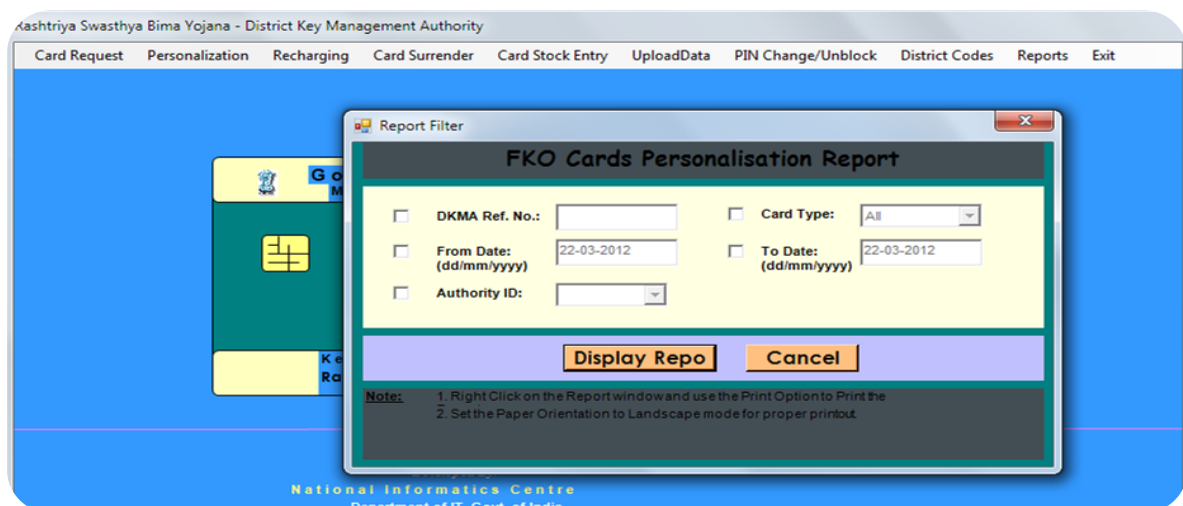 Rashtriya Swasthya Bima Yojana - District Key Management Authority
Card Request Personalization Recharging Card Surrender Card Stock Entry UploadData PIN Change/Unblock District Codes Reports Exit
Report Filter
FKO Cards Personalisation Report
G o
M
DKMA Ref. No.: Card Type: All
From Date: 22-03-2012 To Date: 22-03-2012
(dd/mm/yyyy) (dd/mm/yyyy)
Authority ID:
K e
Ra
Display Repo Cancel
Note: 1. Right Click on the Report window and use the Print Option to Print the
2. Set the Paper Orientation to Landscape mode for proper printout.
National Informatics Centre
Department of IT, Govt. of India